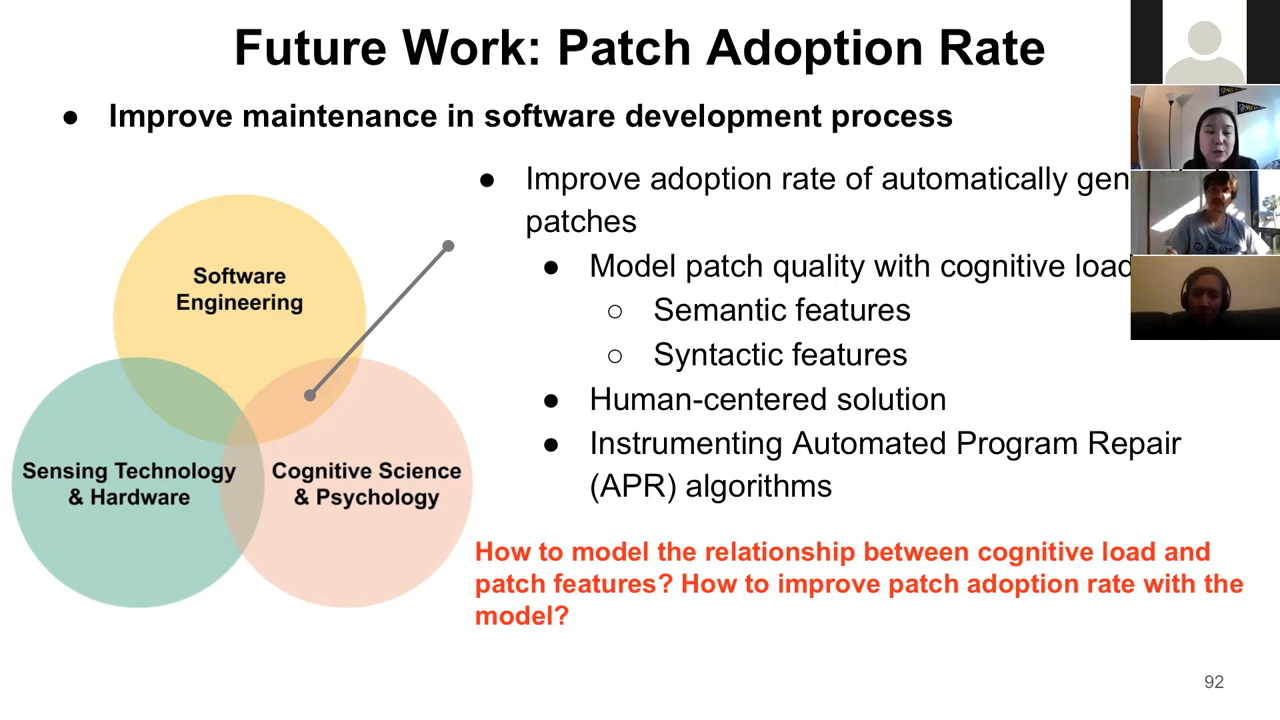 Future Work: Patch Adoption Rate
● Improve maintenance in software development process
● Improve adoption rate of automatically gen
patches
● Model patch quality with cognitive load
○ Semantic features
○ Syntactic features
● Human-centered solution
● Instrumenting Automated Program Repair
(APR) algorithms
Software
Engineering
Sensing Technology
& Hardware
Cognitive Science
& Psychology
How to model the relationship between cognitive load and
patch features? How to improve patch adoption rate with the
model?
92